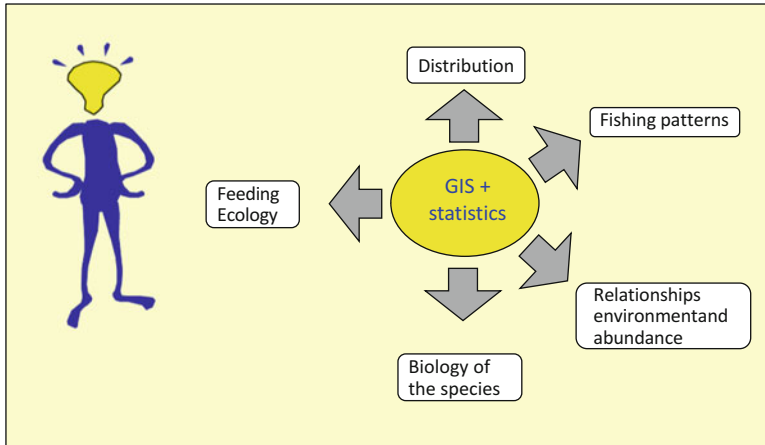 Distribution
Fishing patterns
GIS +
statistics
Feeding
Ecology
Relationships
environmentand
abundance
Biology of
the species